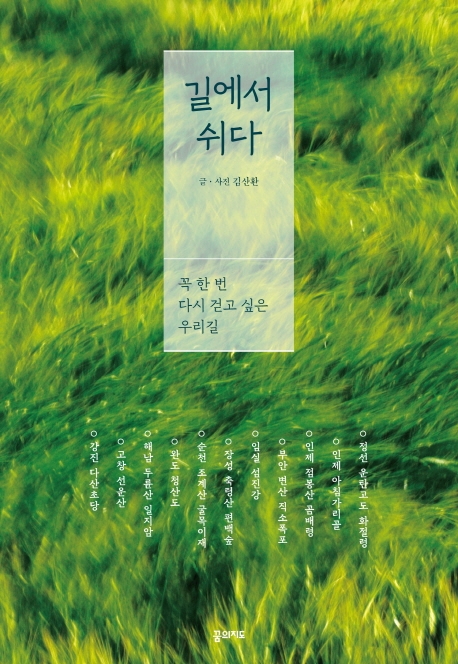 길에서
쉬다
글·사진 김산환
꼭 한 번
다시 걷고 싶은
우리길
정선 운탄고도 화절령
인제 아침가리골
인제 점봉산 곰배령
부안 변산 직소폭포
임실 섬진강
장성 축령산 편백숲
순천 조계산 굴목이재
완도 청산도
해남 두륜산 일지암
고창 선운산
강진 다산초당
꿈의지도